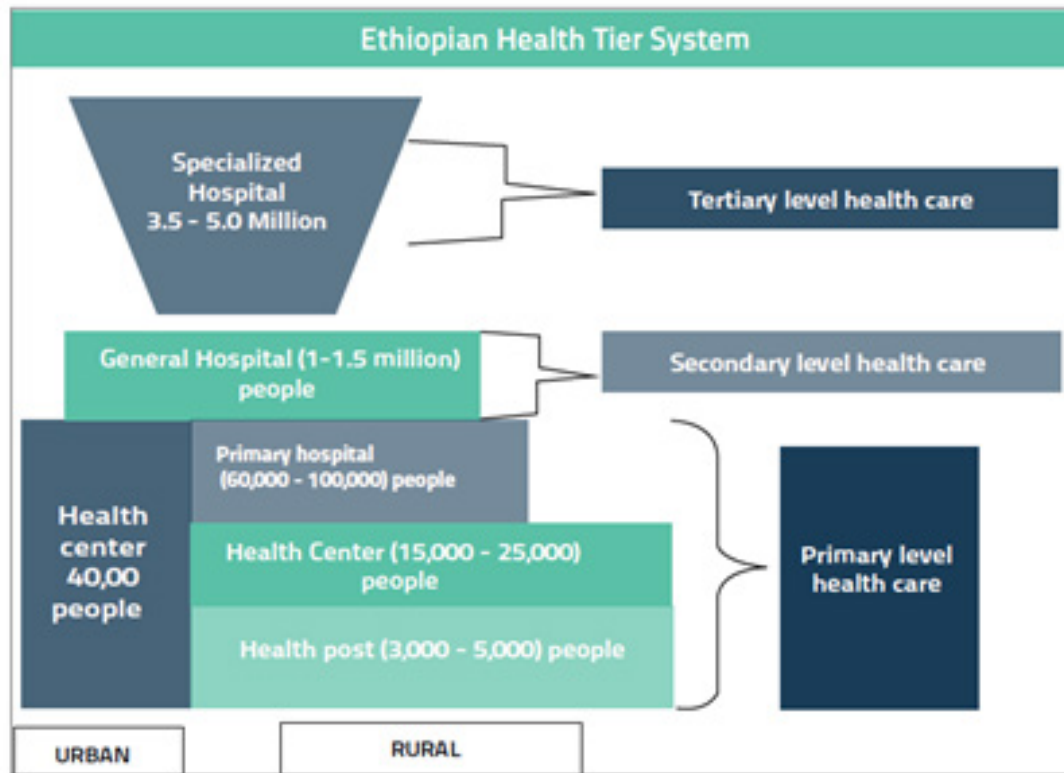 Ethiopian Health Tier System
Specialized
Hospital
3.5 - 5.0 Million
Tertiary level health care
General Hospital (1-1.5 million)
people
Secondary level health care
Primary hospital
(60,000 - 100,000) people
Health
center
40,00
people
Health Center (15,000 - 25,000)
people
Primary level
health care
Health post (3,000 - 5,000) people
URBAN
RURAL